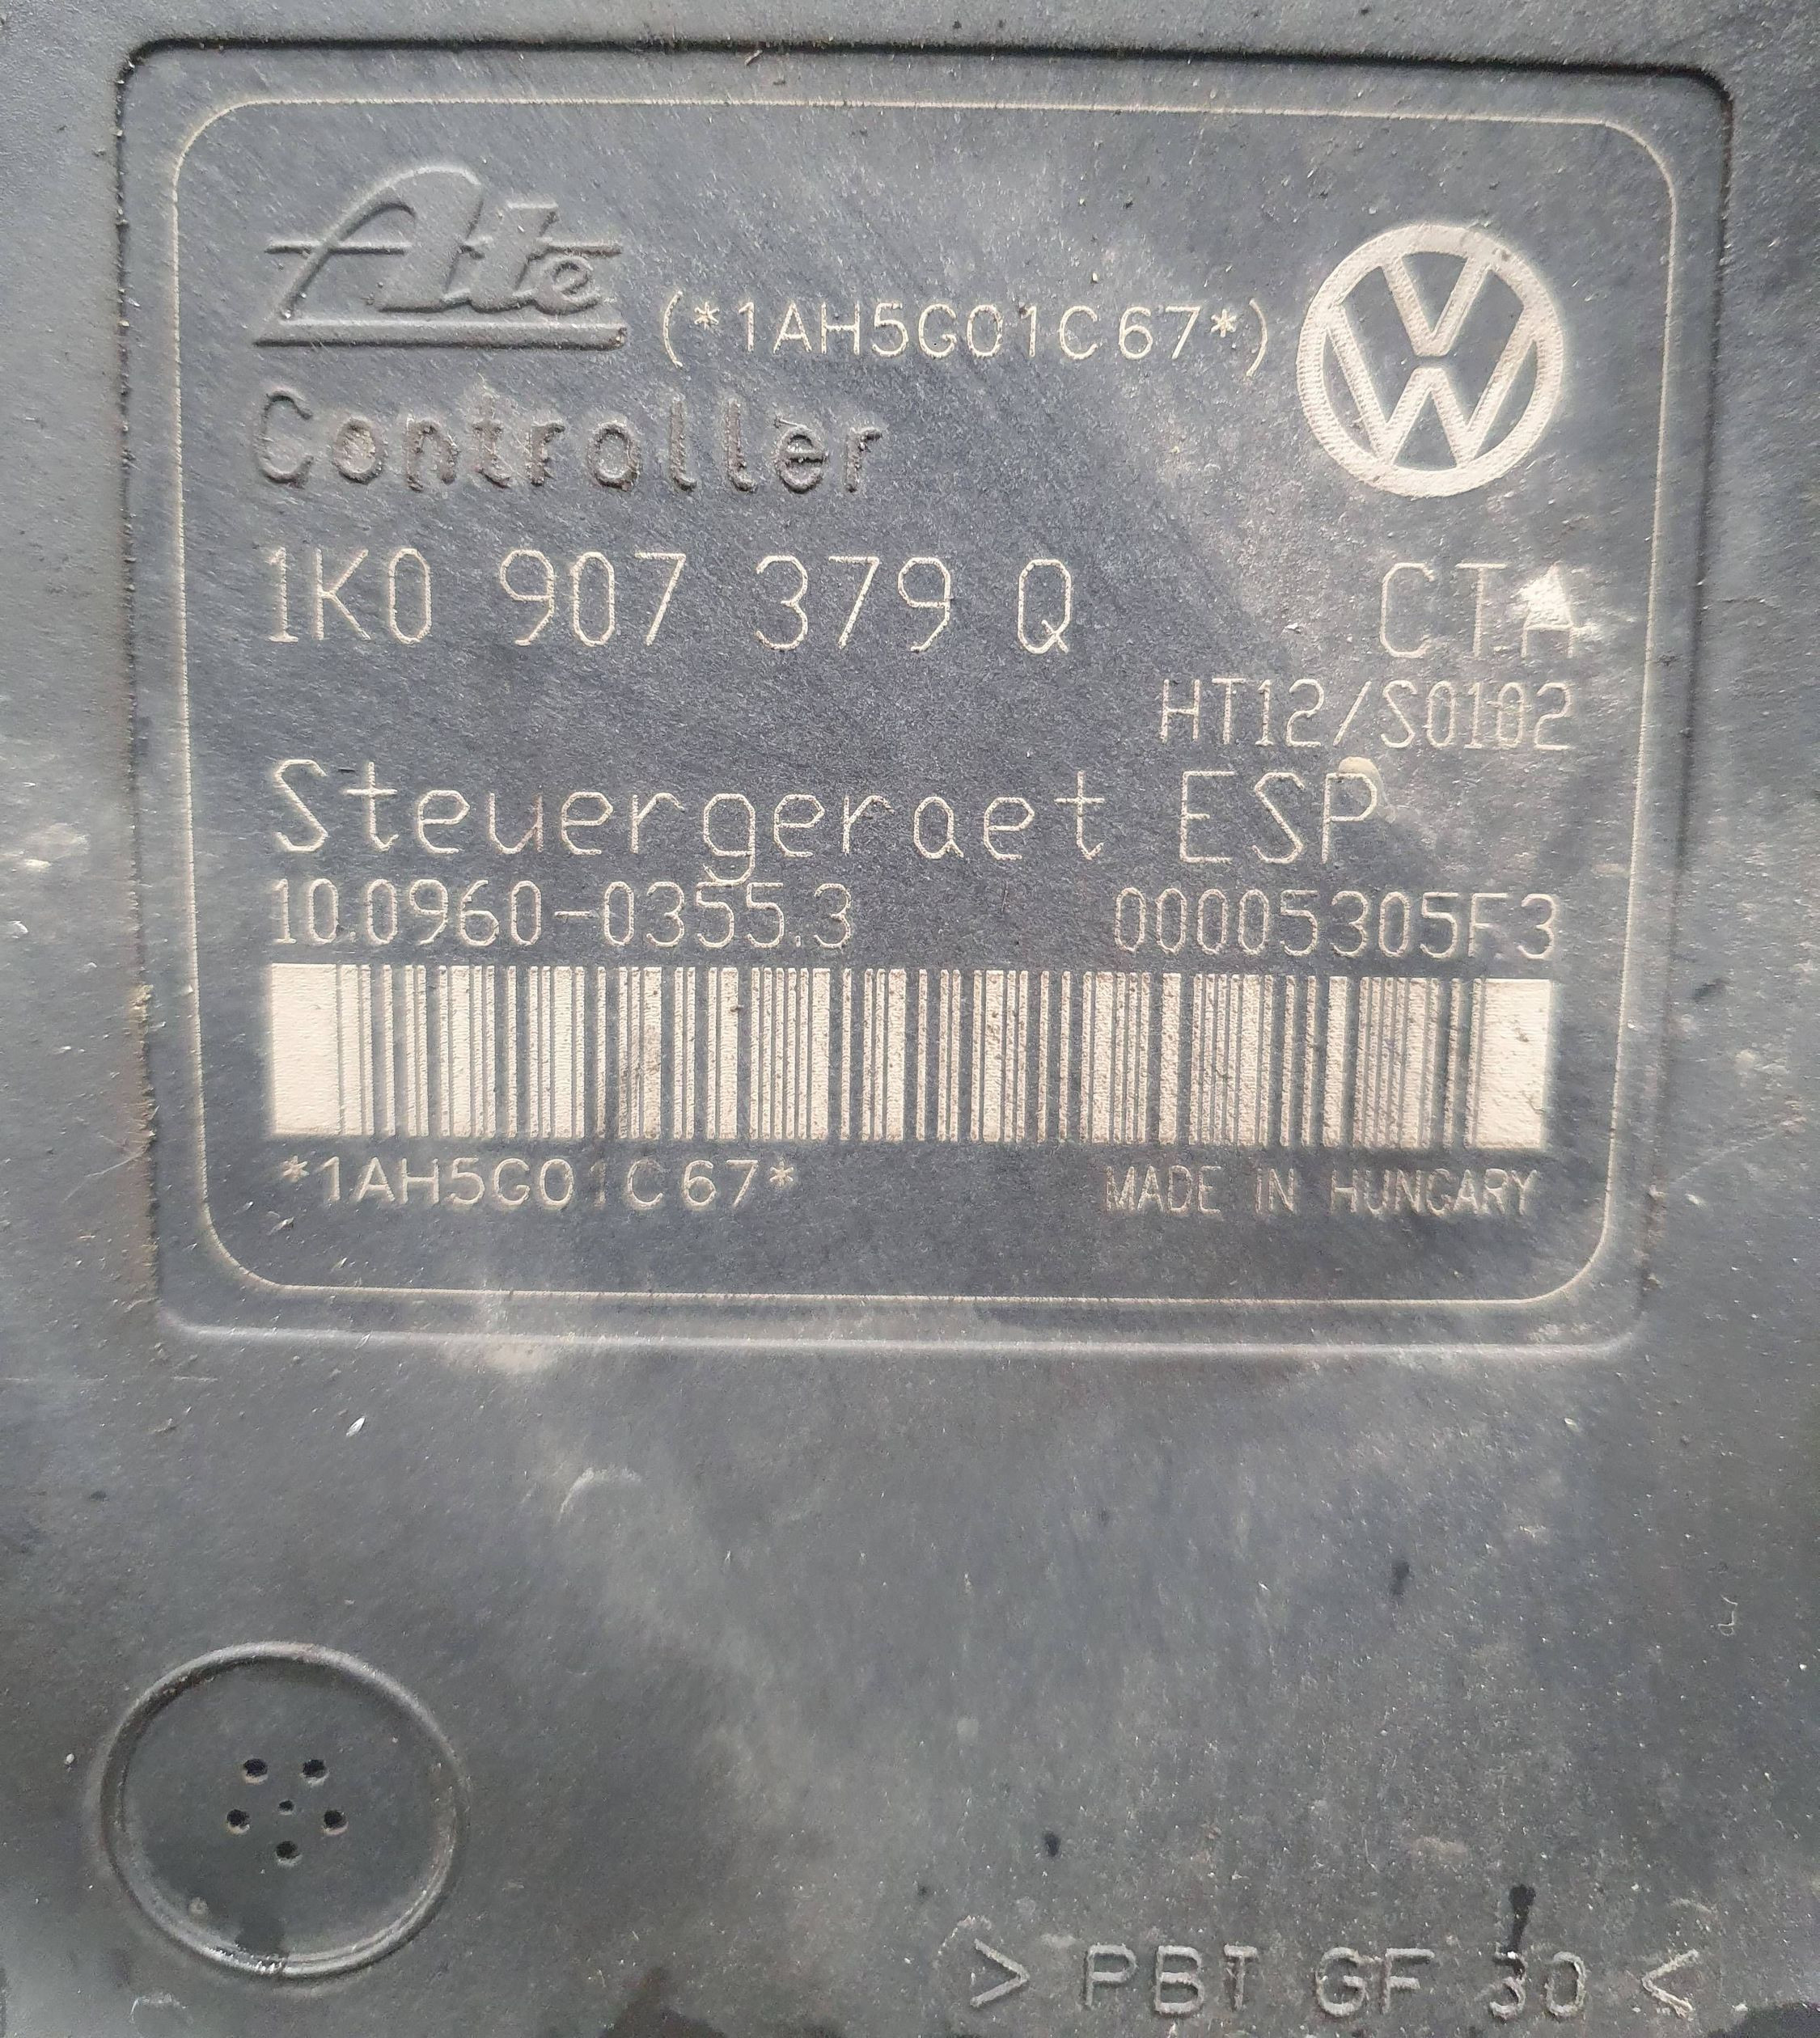 Ate (*1AH5G01C67*)
Controller
1K0 907 379 Q CTA
HT12/S0102
Steuergeraet ESP
10.0960-0355.3 00005305F3
*1AH5G01C67* MADE IN HUNGARY
> PBT GF 30 <